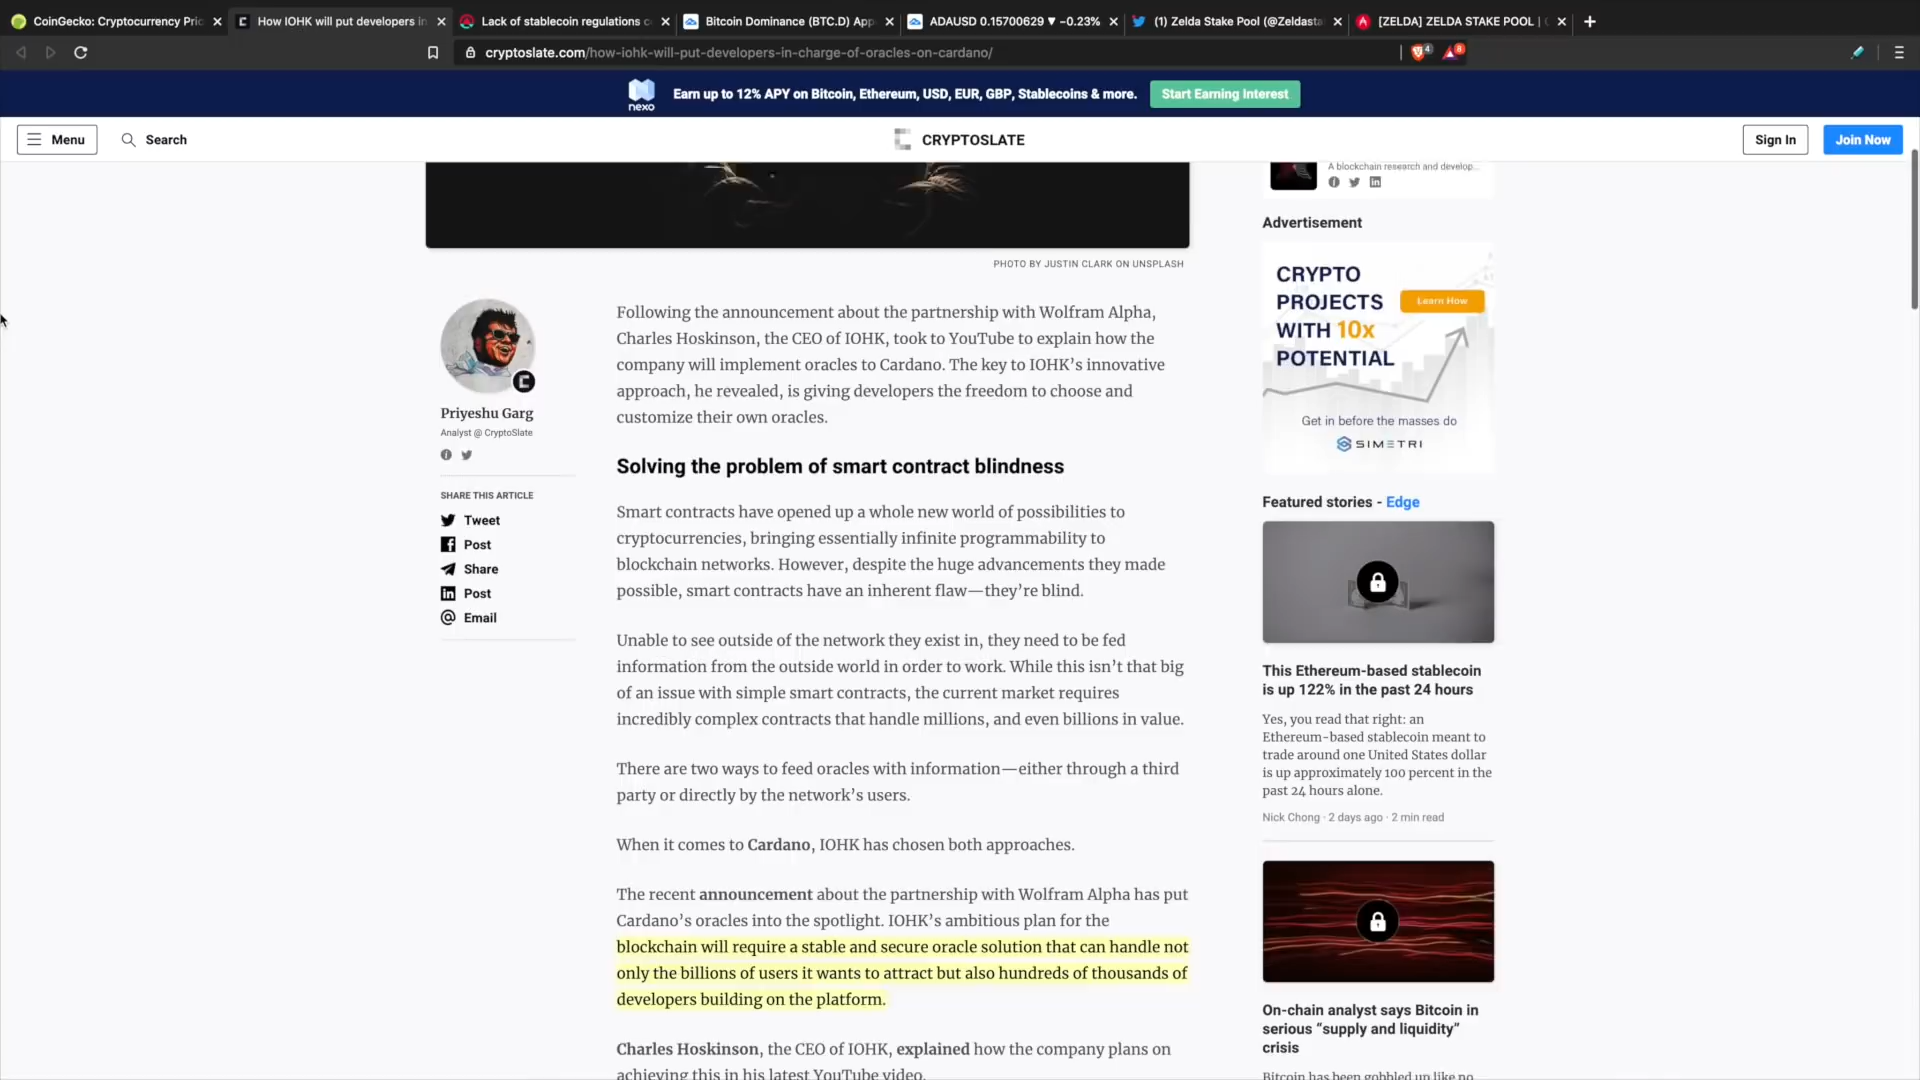 CoinGecko: Cryptocurrency Pric
How IOHK will put developers in
Lack of stablecoin regulations c
Bitcoin Dominance (BTC.D) App
ADAUSD 0.15700629 ▼ −0.23%
(1) Zelda Stake Pool (@Zeldasta
[ZELDA] ZELDA STAKE POOL |
cryptoslate.com/how-iohk-will-put-developers-in-charge-of-oracles-on-cardano/
4
8
nexo
Earn up to 12% APY on Bitcoin, Ethereum, USD, EUR, GBP, Stablecoins & more.
Start Earning Interest
Menu
Search
CRYPTOSLATE
Sign In
Join Now
PHOTO BY JUSTIN CLARK ON UNSPLASH
Priyeshu Garg
Analyst @ CryptoSlate
SHARE THIS ARTICLE
Tweet
Post
Share
Post
Email
Following the announcement about the partnership with Wolfram Alpha,
Charles Hoskinson, the CEO of IOHK, took to YouTube to explain how the
company will implement oracles to Cardano. The key to IOHK's innovative
approach, he revealed, is giving developers the freedom to choose and
customize their own oracles.
Solving the problem of smart contract blindness
Smart contracts have opened up a whole new world of possibilities to
cryptocurrencies, bringing essentially infinite programmability to
blockchain networks. However, despite the huge advancements they made
possible, smart contracts have an inherent flaw—they're blind.
Unable to see outside of the network they exist in, they need to be fed
information from the outside world in order to work. While this isn't that big
of an issue with simple smart contracts, the current market requires
incredibly complex contracts that handle millions, and even billions in value.
There are two ways to feed oracles with information—either through a third
party or directly by the network's users.
When it comes to Cardano, IOHK has chosen both approaches.
The recent announcement about the partnership with Wolfram Alpha has put
Cardano's oracles into the spotlight. IOHK's ambitious plan for the
blockchain will require a stable and secure oracle solution that can handle not
only the billions of users it wants to attract but also hundreds of thousands of
developers building on the platform.
Charles Hoskinson, the CEO of IOHK, explained how the company plans on
achieving this in his latest YouTube video.
A blockchain research and develop...
Advertisement
CRYPTO
PROJECTS
WITH 10x
POTENTIAL
Learn How
Get in before the masses do
SIMETRI
Featured stories - Edge
This Ethereum-based stablecoin
is up 122% in the past 24 hours
Yes, you read that right: an
Ethereum-based stablecoin meant to
trade around one United States dollar
is up approximately 100 percent in the
past 24 hours alone.
Nick Chong · 2 days ago · 2 min read
On-chain analyst says Bitcoin in
serious “supply and liquidity”
crisis
Bitcoin has been gobbled up like no